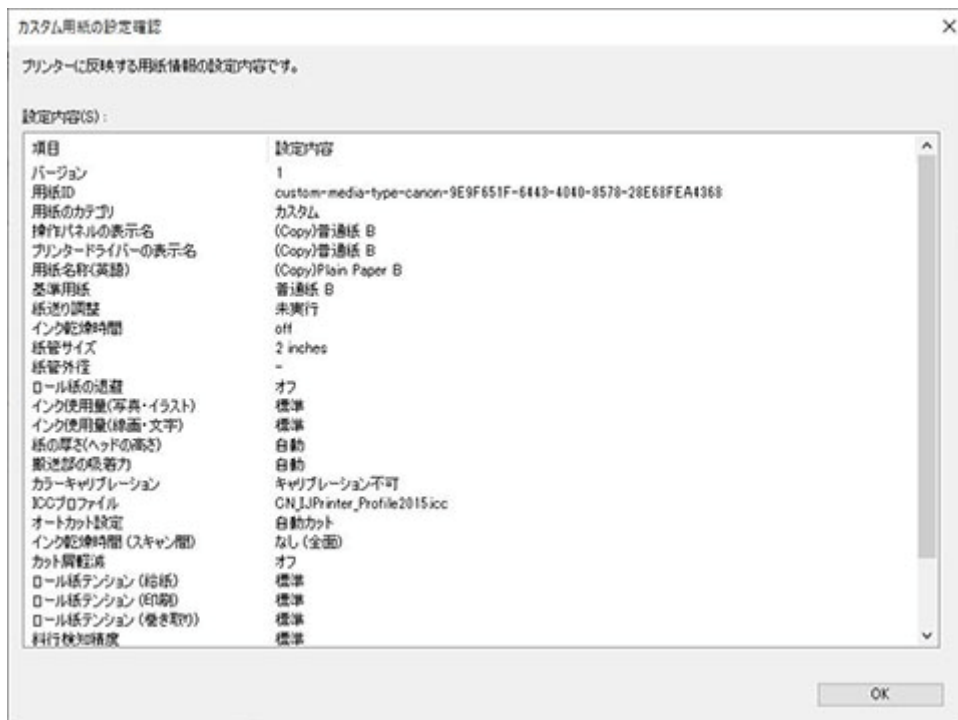 カスタム用紙の設定確認
プリンターに反映する用紙情報の設定内容です。
設定内容(S):
項目 設定内容
バージョン 1
用紙ID custom-media-type-canon-9E9F651F-6443-4040-8578-28E68FEA4368
用紙のカテゴリ カスタム
操作パネルの表示名 (Copy)普通紙 B
プリンタードライバーの表示名 (Copy)普通紙 B
用紙名称(英語) (Copy)Plain Paper B
基準用紙 普通紙 B
紙送り調整 未実行
インク乾燥時間 off
紙管サイズ 2 inches
紙管外径 -
ロール紙の退避 オフ
インク使用量(写真・イラスト) 標準
インク使用量(線画・文字) 標準
紙の厚さ(ヘッドの高さ) 自動
搬送部の吸着力 自動
カラーキャリブレーション キャリブレーション不可
ICCプロファイル CN_IJPrinter_Profile2015.icc
オートカット設定 自動カット
インク乾燥時間 (スキャン間) なし (全面)
カット屑軽減 オフ
ロール紙テンション (給紙) 標準
ロール紙テンション (印刷) 標準
ロール紙テンション (巻き取り) 標準
斜行検知精度 標準
OK